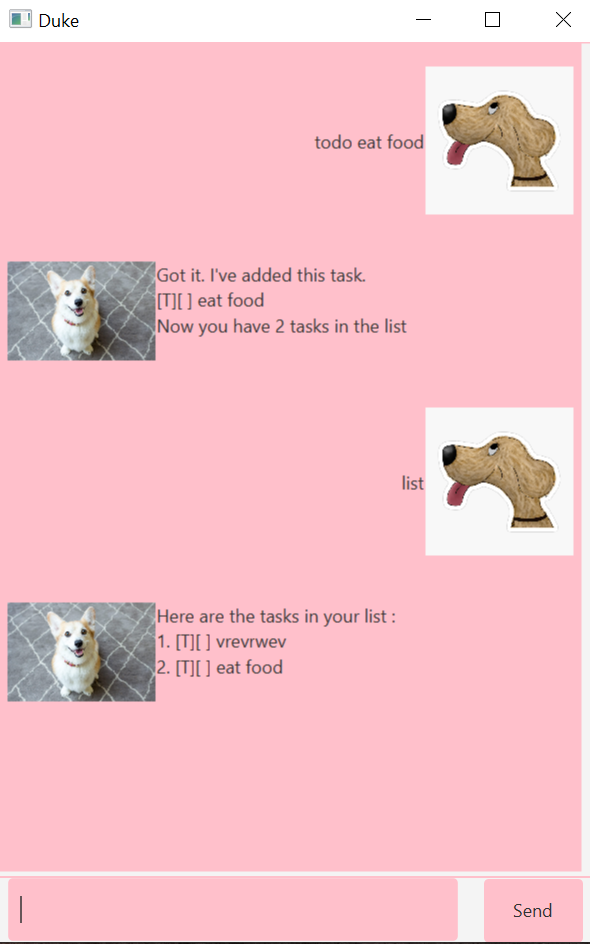 Duke
todo eat food
Got it. I've added this task.
[T][ ] eat food
Now you have 2 tasks in the list
list
Here are the tasks in your list :
1. [T][ ] vrevrwev
2. [T][ ] eat food
Send